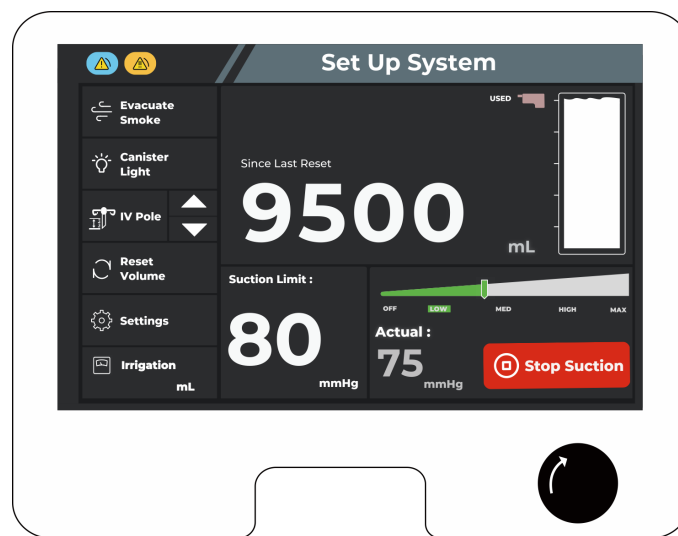 Set Up System
Evacuate
Smoke
Canister
Light
IV Pole
Reset
Volume
Settings
Irrigation
mL
USED
Since Last Reset
9500
mL
Suction Limit :
80
mmHg
OFF LOW MED HIGH MAX
Actual :
75
mmHg
Stop Suction